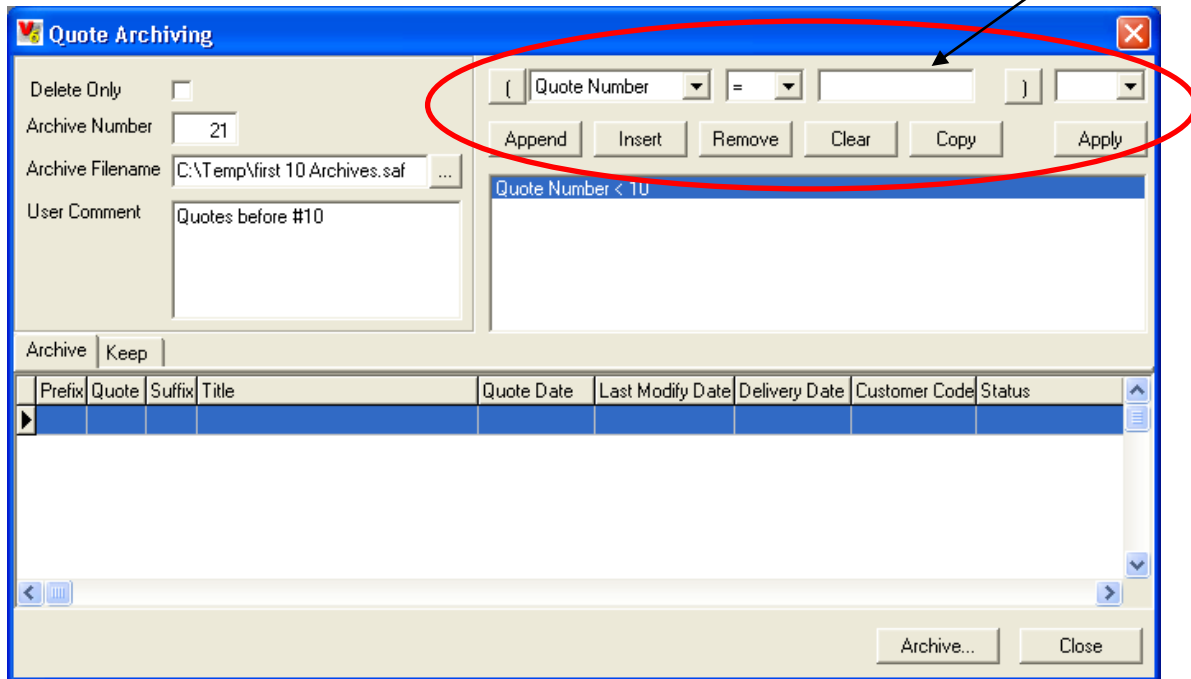 Quote Archiving
Delete Only
Archive Number 21
Archive Filename C:\Temp\first 10 Archives.saf ...
User Comment Quotes before #10
( Quote Number = )
Append Insert Remove Clear Copy Apply
Quote Number < 10
Archive Keep
Prefix Quote Suffix Title Quote Date Last Modify Date Delivery Date Customer Code Status
Archive... Close